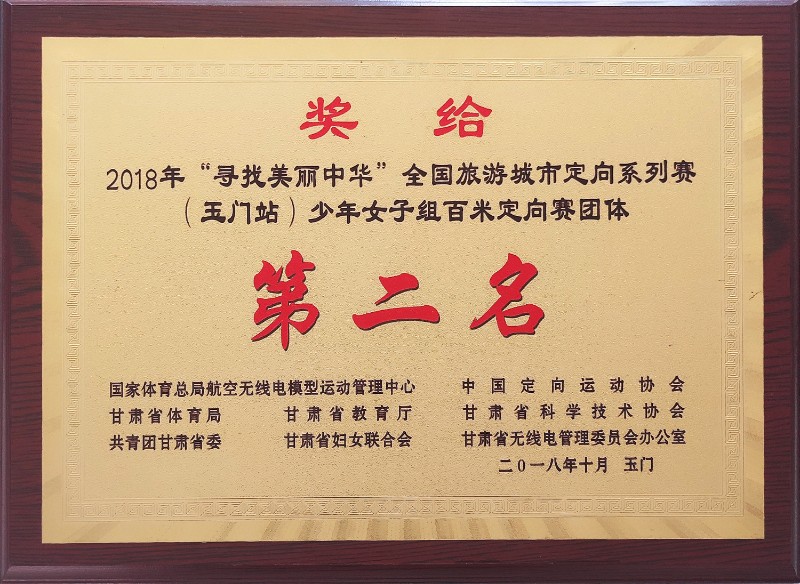 奖 给
2018年“寻找美丽中华”全国旅游城市定向系列赛
（玉门站）少年女子组百米定向赛团体
第二名
国家体育总局航空无线电模型运动管理中心 中国定向运动协会
甘肃省体育局 甘肃省教育厅 甘肃省科学技术协会
共青团甘肃省委 甘肃省妇女联合会 甘肃省无线电管理委员会办公室
二0一八年十月 玉门